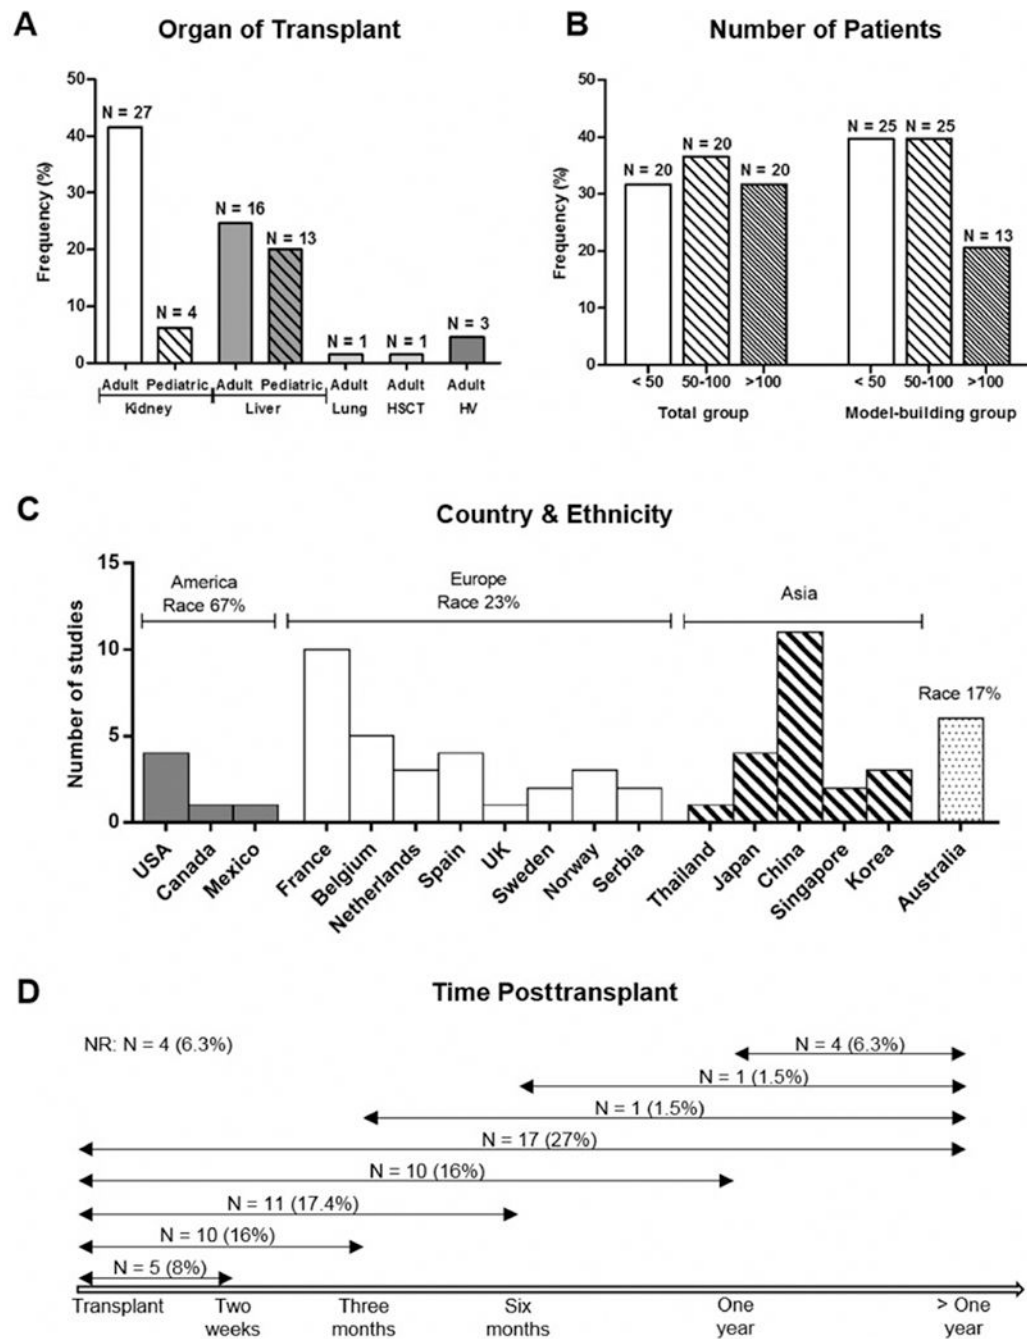 A
Organ of Transplant
Frequency (%)
50
40
30
20
10
0
N = 27
N = 4
N = 16
N = 13
N = 1
N = 1
N = 3
Adult Pediatric Adult Pediatric Adult Adult Adult
Kidney Liver Lung HSCT HV
B
Number of Patients
Frequency (%)
50
40
30
20
10
0
N = 20
N = 20
N = 20
N = 25
N = 25
N = 13
< 50 50-100 >100 < 50 50-100 >100
Total group Model-building group
C
Country & Ethnicity
Number of studies
15
10
5
0
America
Race 67%
Europe
Race 23%
Asia
Race 17%
USA
Canada
Mexico
France
Belgium
Netherlands
Spain
UK
Sweden
Norway
Serbia
Thailand
Japan
China
Singapore
Korea
Australia
D
Time Posttransplant
NR: N = 4 (6.3%)
N = 4 (6.3%)
N = 1 (1.5%)
N = 1 (1.5%)
N = 17 (27%)
N = 10 (16%)
N = 11 (17.4%)
N = 10 (16%)
N = 5 (8%)
Transplant Two Three Six One > One
weeks months months year year